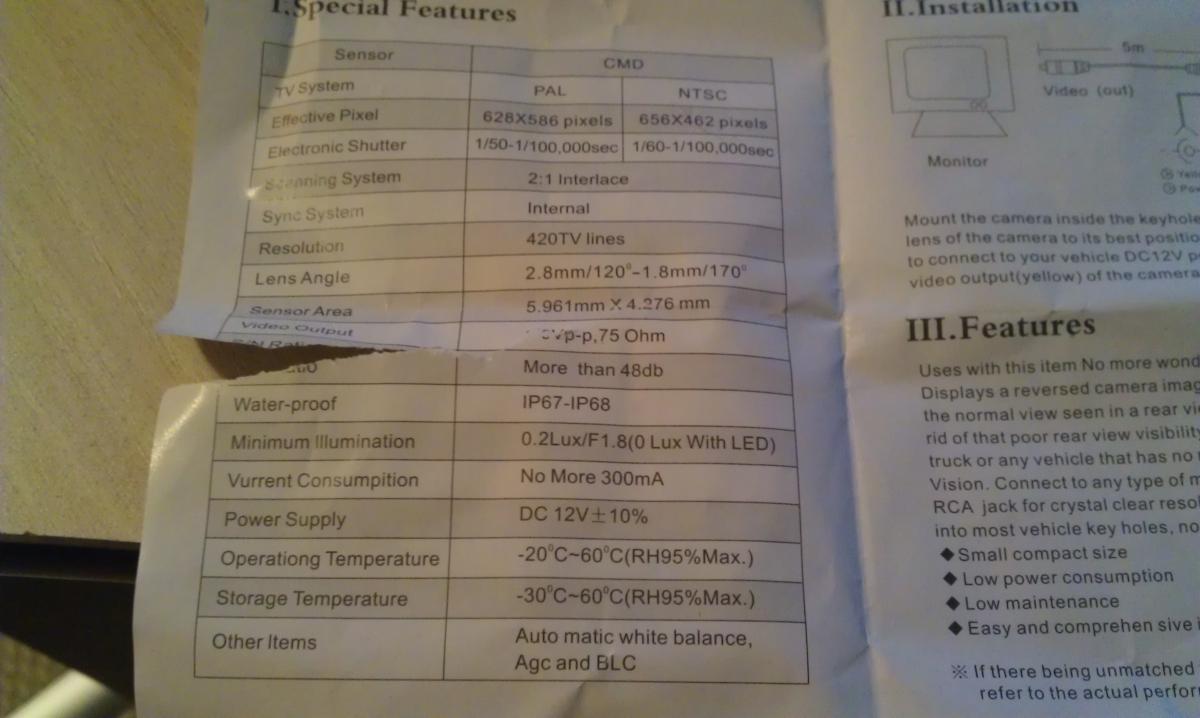 I.Special Features
Sensor CMD
TV System PAL NTSC
Effective Pixel 628X586 pixels 656X462 pixels
Electronic Shutter 1/50-1/100,000sec 1/60-1/100,000sec
Scanning System 2:1 Interlace
Sync System Internal
Resolution 420TV lines
Lens Angle 2.8mm/120°-1.8mm/170°
Sensor Area 5.961mm X 4.276 mm
Video Output Vp-p,75 Ohm
More than 48db
Water-proof IP67-IP68
Minimum Illumination 0.2Lux/F1.8(0 Lux With LED)
Vurrent Consumpition No More 300mA
Power Supply DC 12V±10%
Operationg Temperature -20°C~60°C(RH95%Max.)
Storage Temperature -30°C~60°C(RH95%Max.)
Other Items Auto matic white balance,
Agc and BLC
II.Installation
5m
Video (out)
Monitor
Mount the camera inside the keyhole
lens of the camera to its best
to connect to your vehicle DC12V
video output(yellow) of the camera
III.Features
Uses with this item No more
Displays a reversed camera
the normal view seen in a rear
rid of that poor rear view visibility
truck or any vehicle that has no
Vision. Connect to any type of
RCA jack for crystal clear
into most vehicle key holes,
◆Small compact size
◆Low power consumption
◆Low maintenance
◆Easy and comprehen sive
※ If there being unmatched
refer to the actual